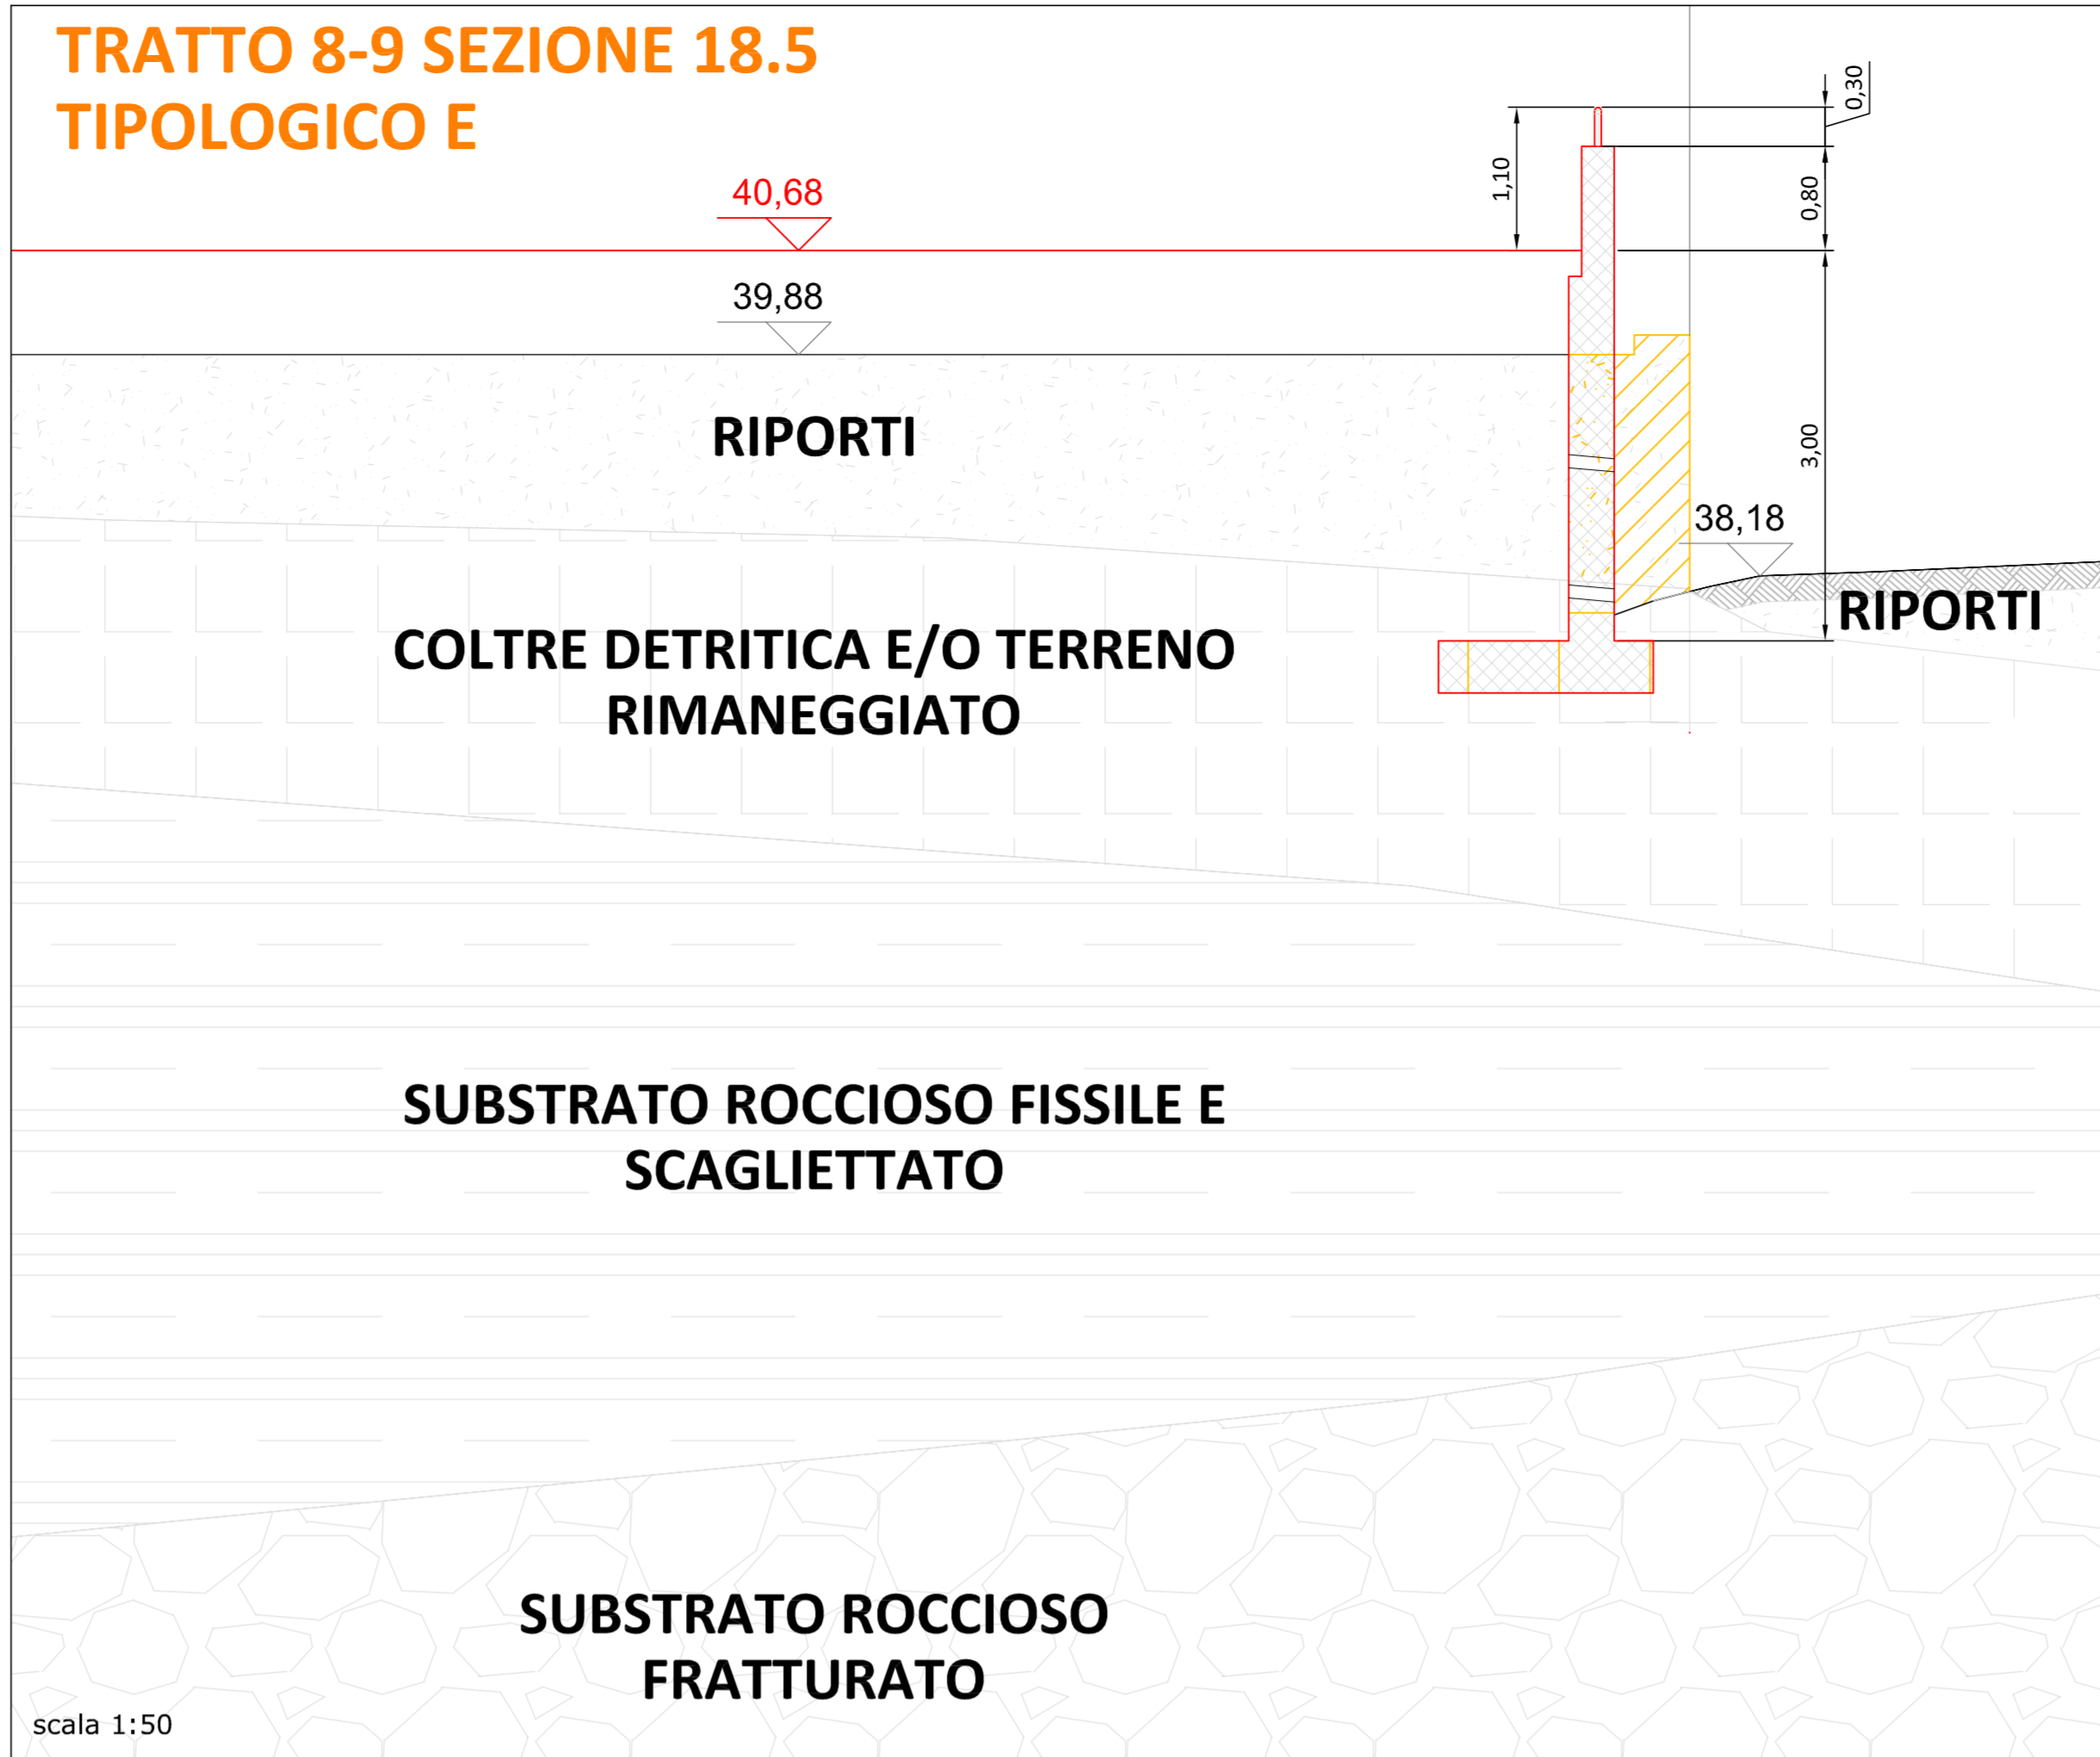 TRATTO 8-9 SEZIONE 18.5
TIPOLOGICO E
0,30
1,10
0,80
40,68
39,88
RIPORTI
3,00
38,18
RIPORTI
COLTRE DETRITICA E/O TERRENO
RIMANEGGIATO
SUBSTRATO ROCCIOSO FISSILE E
SCAGLIETTATO
SUBSTRATO ROCCIOSO
FRATTURATO
scala 1:50